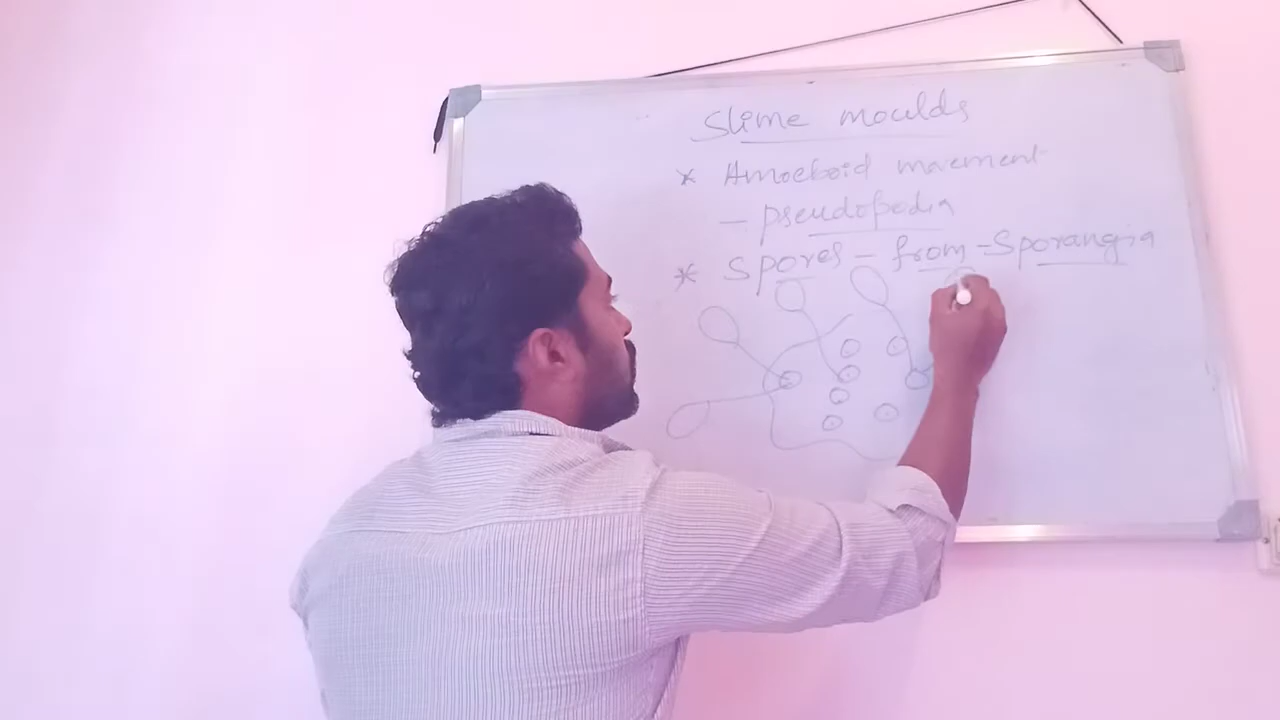 Slime moulds
* Amoeboid movement
- pseudopodia
* Spores - from - Sporangia